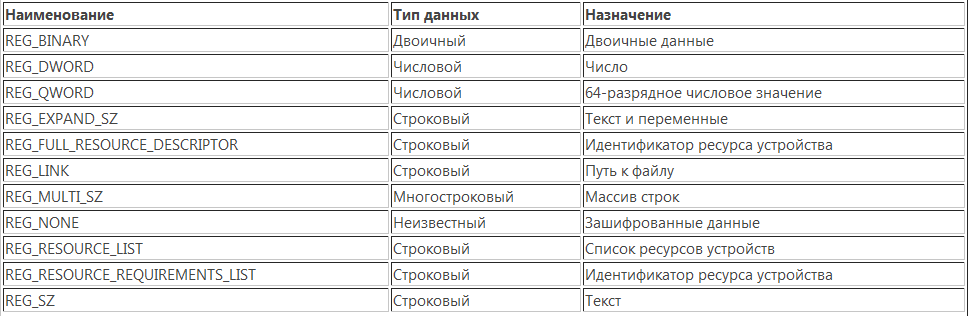 Наименование Тип данных Назначение
REG_BINARY Двоичный Двоичные данные
REG_DWORD Числовой Число
REG_QWORD Числовой 64-разрядное числовое значение
REG_EXPAND_SZ Строковый Текст и переменные
REG_FULL_RESOURCE_DESCRIPTOR Строковый Идентификатор ресурса устройства
REG_LINK Строковый Путь к файлу
REG_MULTI_SZ Многостроковый Массив строк
REG_NONE Неизвестный Зашифрованные данные
REG_RESOURCE_LIST Строковый Список ресурсов устройств
REG_RESOURCE_REQUIREMENTS_LIST Строковый Идентификатор ресурса устройства
REG_SZ Строковый Текст